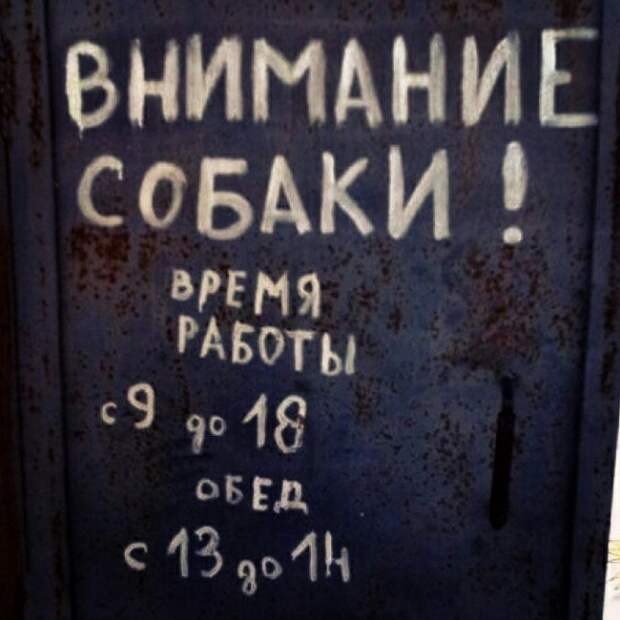 ВНИМАНИЕ
СОБАКИ!
ВРЕМЯ
РАБОТЫ
с 9 до 18
ОБЕД
с 13 до 14